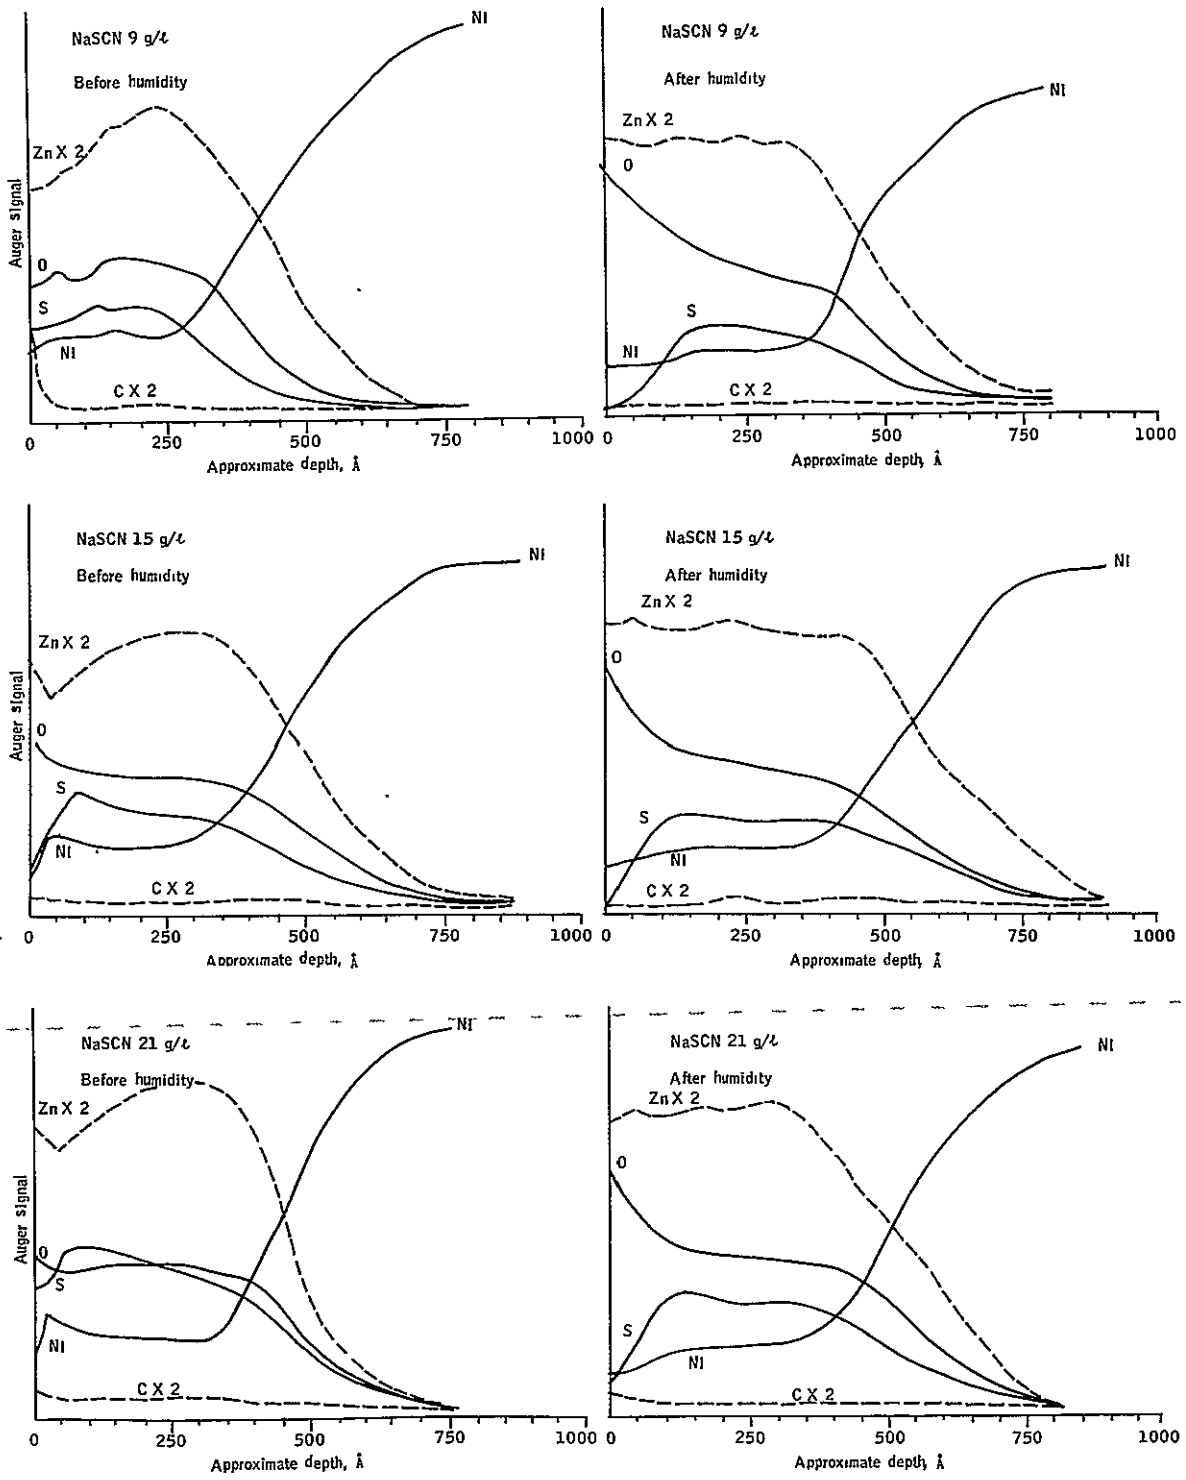 NaSCN 9 g/ℓ
Before humidity
Ni
Zn X 2
O
S
Ni
C X 2
Auger signal
0 250 500 750 1000
Approximate depth, Å
NaSCN 9 g/ℓ
After humidity
Ni
Zn X 2
O
S
Ni
C X 2
0 250 500 750 1000
Approximate depth, Å
NaSCN 15 g/ℓ
Before humidity
Ni
Zn X 2
O
S
Ni
C X 2
Auger signal
0 250 500 750 1000
Approximate depth, Å
NaSCN 15 g/ℓ
After humidity
Ni
Zn X 2
O
S
Ni
C X 2
0 250 500 750 1000
Approximate depth, Å
Ni
NaSCN 21 g/ℓ
Before humidity
Zn X 2
O
S
Ni
C X 2
Auger signal
0 250 500 750 1000
Approximate depth, Å
NaSCN 21 g/ℓ
Ni
After humidity
Zn X 2
O
S
Ni
C X 2
0 250 500 750 1000
Approximate depth, Å